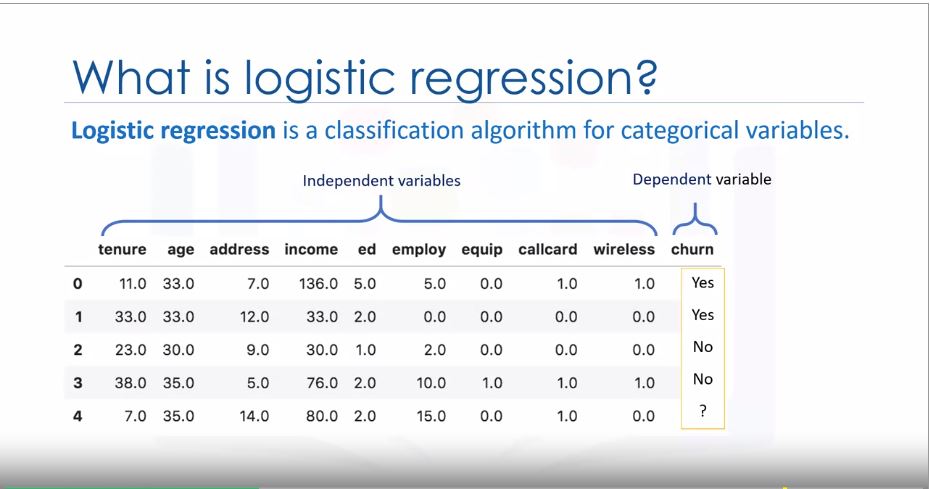 What is logistic regression?
Logistic regression is a classification algorithm for categorical variables.
Independent variables Dependent variable
tenure age address income ed employ equip callcard wireless churn
0 11.0 33.0 7.0 136.0 5.0 5.0 0.0 1.0 1.0 Yes
1 33.0 33.0 12.0 33.0 2.0 0.0 0.0 0.0 0.0 Yes
2 23.0 30.0 9.0 30.0 1.0 2.0 0.0 0.0 0.0 No
3 38.0 35.0 5.0 76.0 2.0 10.0 1.0 1.0 1.0 No
4 7.0 35.0 14.0 80.0 2.0 15.0 0.0 1.0 0.0 ?